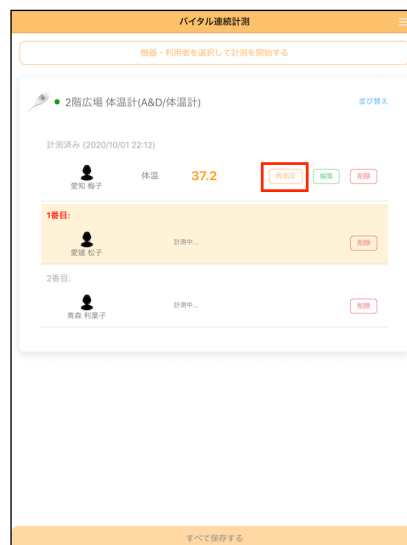 バイタル連続計測
機器・利用者を選択して計測を開始する
2階広場 体温計(A&D/体温計)
並び替え
計測済み (2020/10/01 22:12)
体温 37.2 再測定 編集 削除
愛知 梅子
1番目:
計測中... 削除
愛媛 松子
2番目:
計測中... 削除
青森 利葉子
すべて保存する